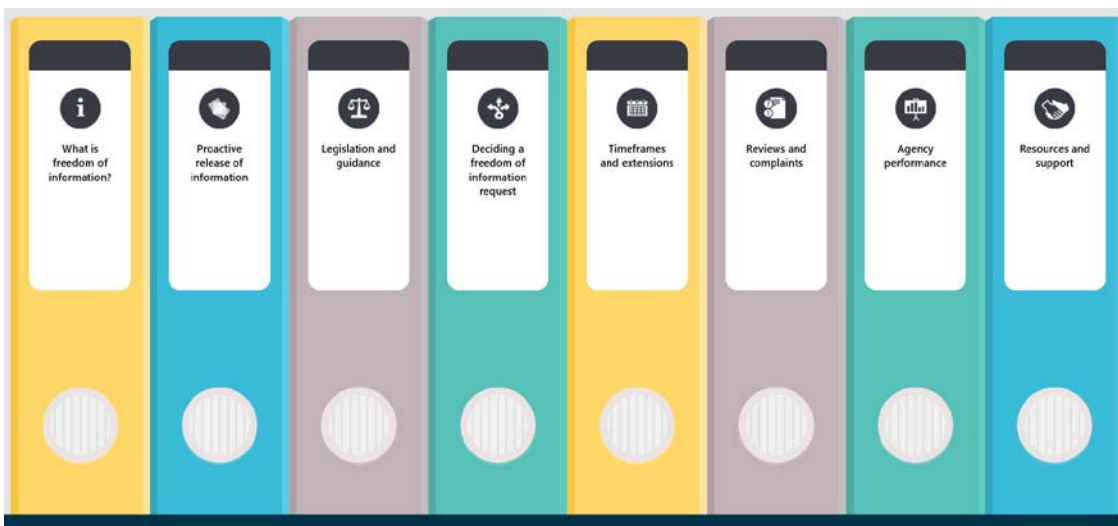 What is
freedom of
information?
Proactive
release of
information
Legislation and
guidance
Deciding a
freedom of
information
request
Timeframes
and extensions
Reviews and
complaints
Agency
performance
Resources and
support